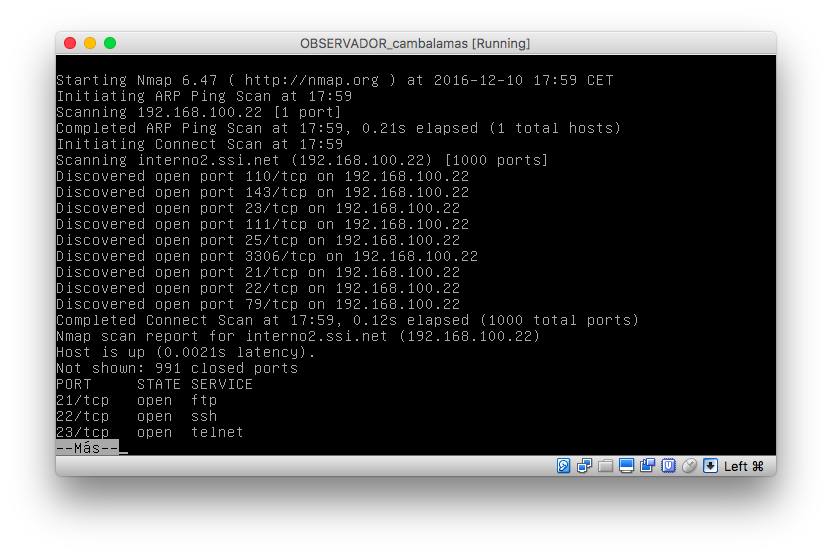 OBSERVADOR_cambalamas [Running]
Starting Nmap 6.47 ( http://nmap.org ) at 2016-12-10 17:59 CET
Initiating ARP Ping Scan at 17:59
Scanning 192.168.100.22 [1 port]
Completed ARP Ping Scan at 17:59, 0.21s elapsed (1 total hosts)
Initiating Connect Scan at 17:59
Scanning interno2.ssi.net (192.168.100.22) [1000 ports]
Discovered open port 110/tcp on 192.168.100.22
Discovered open port 143/tcp on 192.168.100.22
Discovered open port 23/tcp on 192.168.100.22
Discovered open port 111/tcp on 192.168.100.22
Discovered open port 25/tcp on 192.168.100.22
Discovered open port 3306/tcp on 192.168.100.22
Discovered open port 21/tcp on 192.168.100.22
Discovered open port 22/tcp on 192.168.100.22
Discovered open port 79/tcp on 192.168.100.22
Completed Connect Scan at 17:59, 0.12s elapsed (1000 total ports)
Nmap scan report for interno2.ssi.net (192.168.100.22)
Host is up (0.0021s latency).
Not shown: 991 closed ports
PORT     STATE SERVICE
21/tcp   open  ftp
22/tcp   open  ssh
23/tcp   open  telnet
--Más--_
Left ⌘